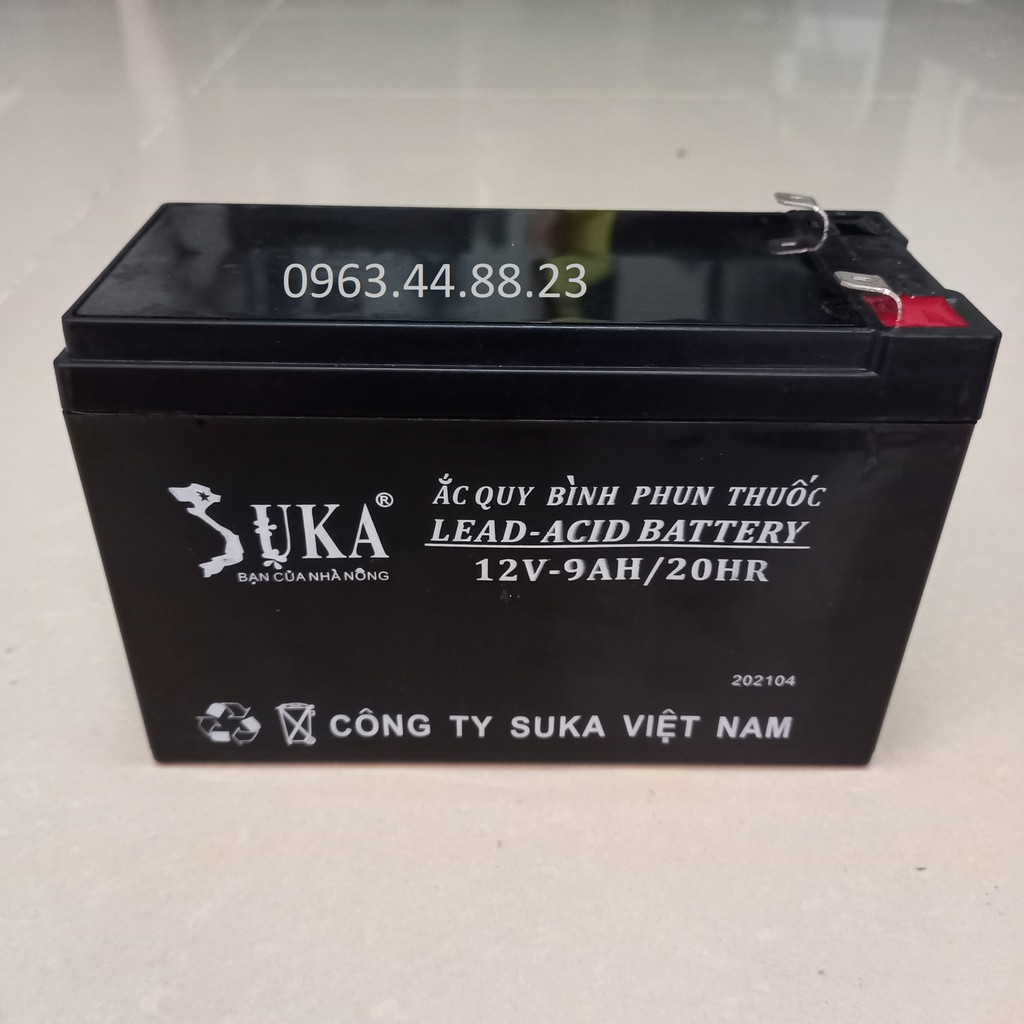 0963.44.88.23
SUKA®
BẠN CỦA NHÀ NÔNG
ẮC QUY BÌNH PHUN THUỐC
LEAD-ACID BATTERY
12V-9AH/20HR
202104
CÔNG TY SUKA VIỆT NAM